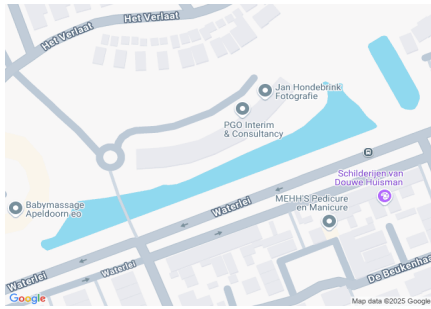 Het Verlaat
Het Verlaat
Jan Hondebrink
Fotografie
PGO Interim
& Consultancy
Schilderijen van
Douwe Huisman
MEHH'S Pedicure
en Manicure
Babymassage
Apeldoorn eo
Waterlei
Waterlei
Waterlei
De Beukenhaa
Google
Map data ©2025 Google